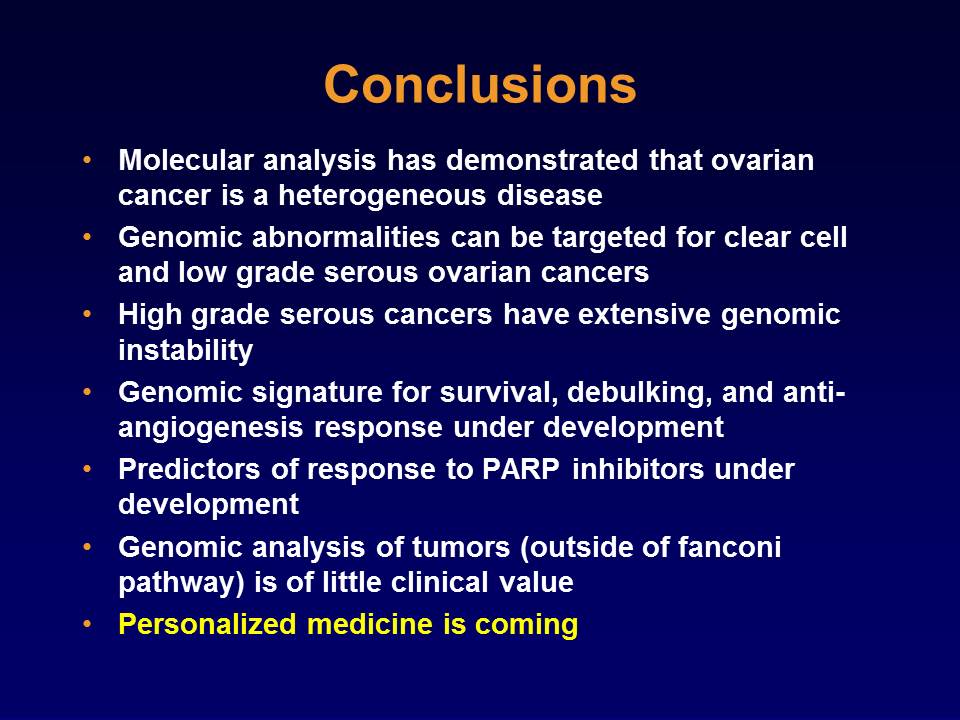 Conclusions
• Molecular analysis has demonstrated that ovarian
cancer is a heterogeneous disease
• Genomic abnormalities can be targeted for clear cell
and low grade serous ovarian cancers
• High grade serous cancers have extensive genomic
instability
• Genomic signature for survival, debulking, and anti-
angiogenesis response under development
• Predictors of response to PARP inhibitors under
development
• Genomic analysis of tumors (outside of fanconi
pathway) is of little clinical value
• Personalized medicine is coming